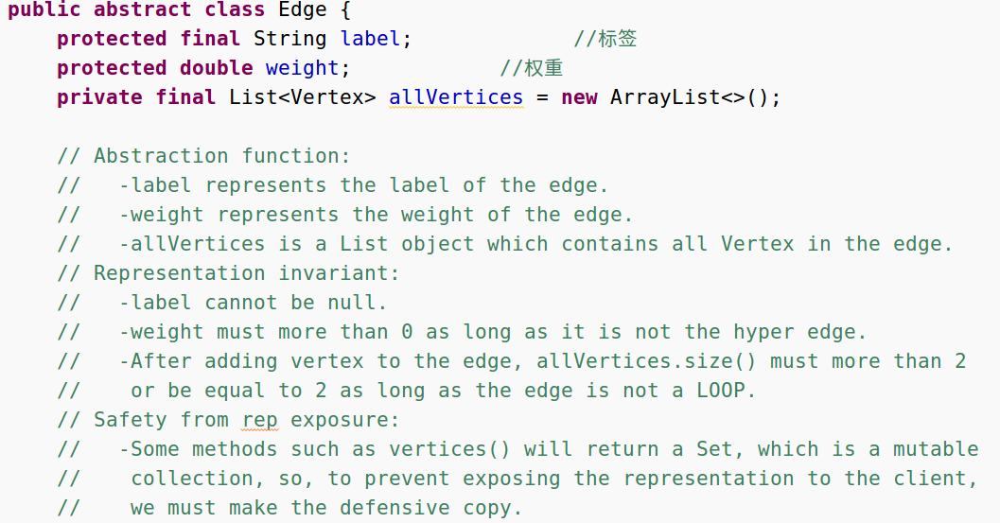 public abstract class Edge {
protected final String label; //标签
protected double weight; //权重
private final List<Vertex> allVertices = new ArrayList<>();
// Abstraction function:
// -label represents the label of the edge.
// -weight represents the weight of the edge.
// -allVertices is a List object which contains all Vertex in the edge.
// Representation invariant:
// -label cannot be null.
// -weight must more than 0 as long as it is not the hyper edge.
// -After adding vertex to the edge, allVertices.size() must more than 2
// or be equal to 2 as long as the edge is not a LOOP.
// Safety from rep exposure:
// -Some methods such as vertices() will return a Set, which is a mutable
// collection, so, to prevent exposing the representation to the client,
// we must make the defensive copy.